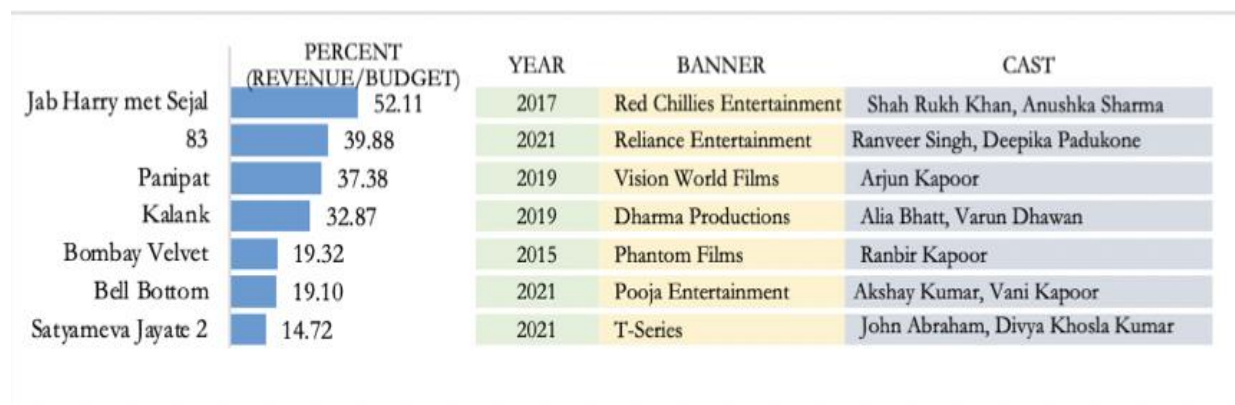 PERCENT
(REVENUE/BUDGET) YEAR BANNER CAST
Jab Harry met Sejal 52.11 2017 Red Chillies Entertainment Shah Rukh Khan, Anushka Sharma
83 39.88 2021 Reliance Entertainment Ranveer Singh, Deepika Padukone
Panipat 37.38 2019 Vision World Films Arjun Kapoor
Kalank 32.87 2019 Dharma Productions Alia Bhatt, Varun Dhawan
Bombay Velvet 19.32 2015 Phantom Films Ranbir Kapoor
Bell Bottom 19.10 2021 Pooja Entertainment Akshay Kumar, Vani Kapoor
Satyameva Jayate 2 14.72 2021 T-Series John Abraham, Divya Khosla Kumar